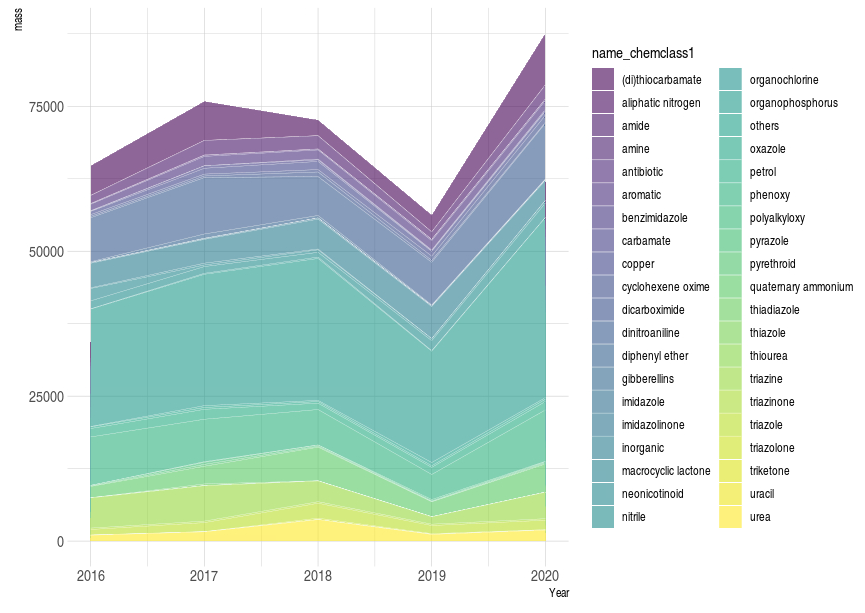 mass
75000
50000
25000
0
2016
2017
2018
2019
2020
Year
name_chemclass1
(di)thiocarbamate
aliphatic nitrogen
amide
amine
antibiotic
aromatic
benzimidazole
carbamate
copper
cyclohexene oxime
dicarboximide
dinitroaniline
diphenyl ether
gibberellins
imidazole
imidazolinone
inorganic
macrocyclic lactone
neonicotinoid
nitrile
organochlorine
organophosphorus
others
oxazole
petrol
phenoxy
polyalkyloxy
pyrazole
pyrethroid
quaternary ammonium
thiadiazole
thiazole
thiourea
triazine
triazinone
triazole
triazolone
triketone
uracil
urea